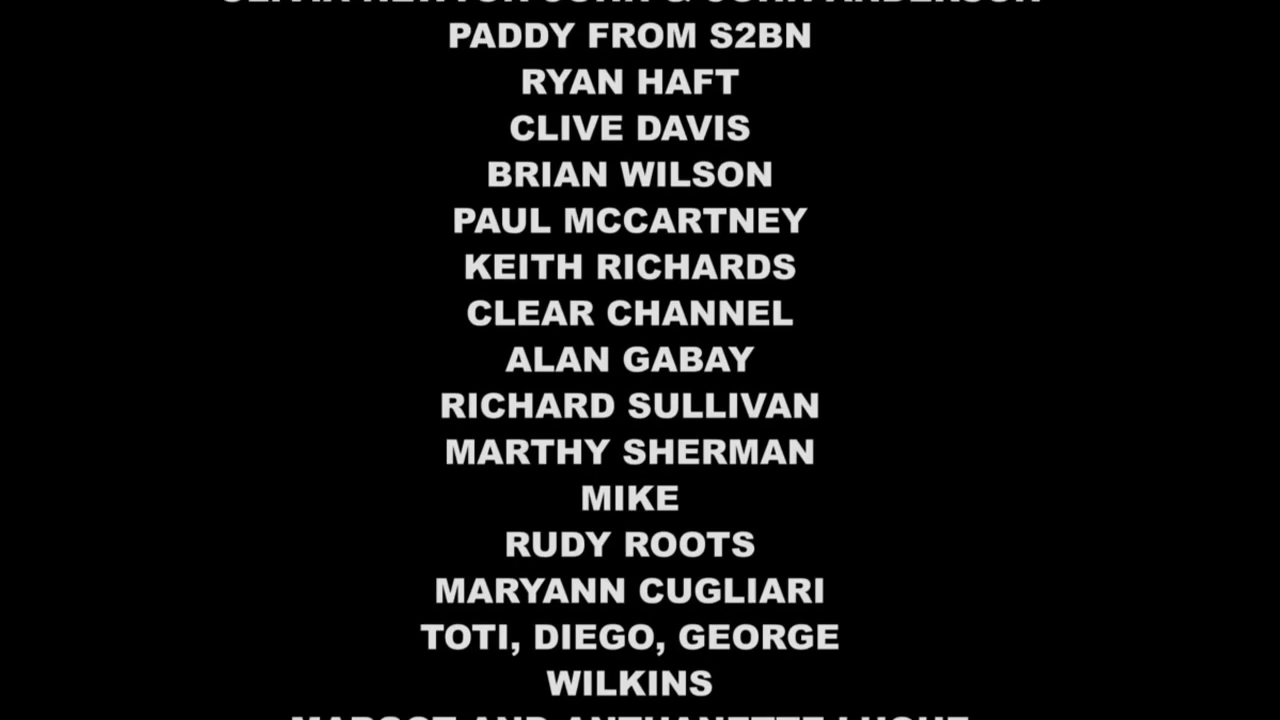 PADDY FROM S2BN
RYAN HAFT
CLIVE DAVIS
BRIAN WILSON
PAUL MCCARTNEY
KEITH RICHARDS
CLEAR CHANNEL
ALAN GABAY
RICHARD SULLIVAN
MARTHY SHERMAN
MIKE
RUDY ROOTS
MARYANN CUGLIARI
TOTI, DIEGO, GEORGE
WILKINS